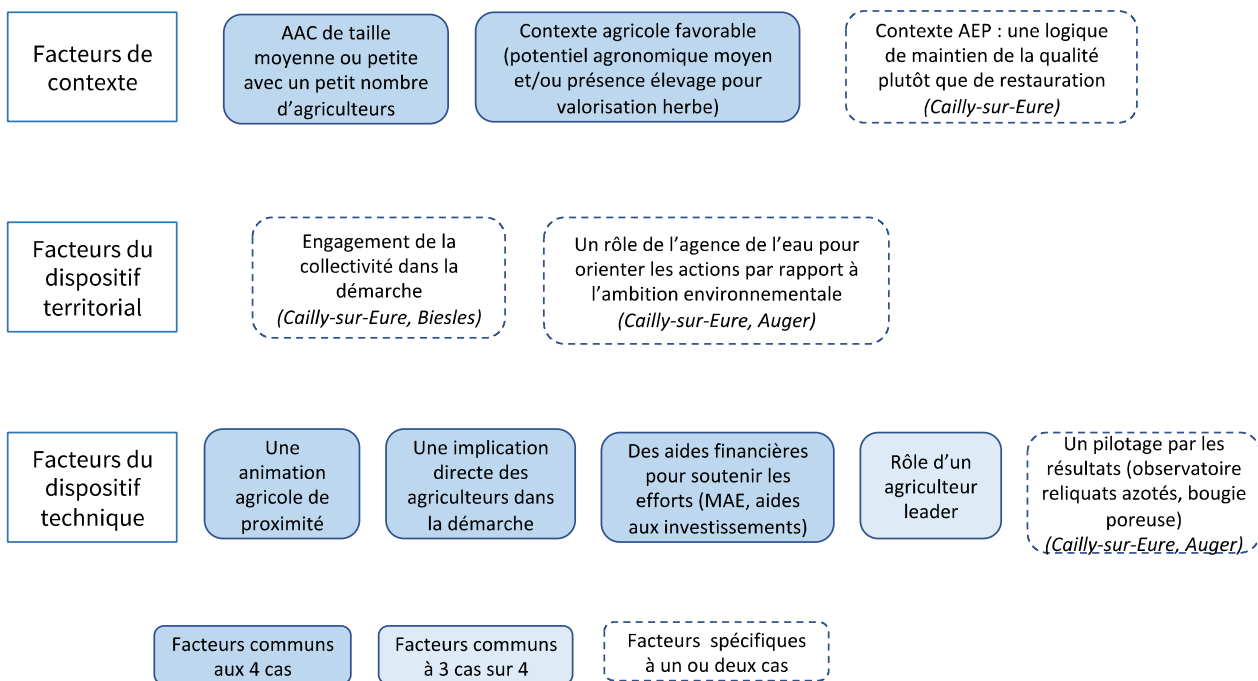 Facteurs de
contexte
AAC de taille
moyenne ou petite
avec un petit nombre
d’agriculteurs
Contexte agricole favorable
(potentiel agronomique moyen
et/ou présence élevage pour
valorisation herbe)
Contexte AEP : une logique
de maintien de la qualité
plutôt que de restauration
(Cailly-sur-Eure)
Facteurs du
dispositif
territorial
Engagement de la
collectivité dans la
démarche
(Cailly-sur-Eure, Biesles)
Un rôle de l’agence de l’eau pour
orienter les actions par rapport à
l’ambition environnementale
(Cailly-sur-Eure, Auger)
Facteurs du
dispositif
technique
Une
animation
agricole de
proximité
Une implication
directe des
agriculteurs dans
la démarche
Des aides financières
pour soutenir les
efforts (MAE, aides
aux investissements)
Rôle d’un
agriculteur
leader
Un pilotage par les
résultats (observatoire
reliquats azotés, bougie
poreuse)
(Cailly-sur-Eure, Auger)
Facteurs communs
aux 4 cas
Facteurs communs
à 3 cas sur 4
Facteurs spécifiques
à un ou deux cas